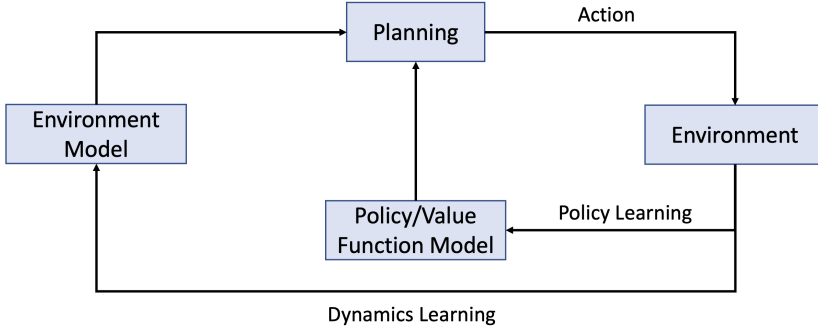 Action
Planning
Environment
Model
Environment
Policy/Value
Function Model
Policy Learning
Dynamics Learning